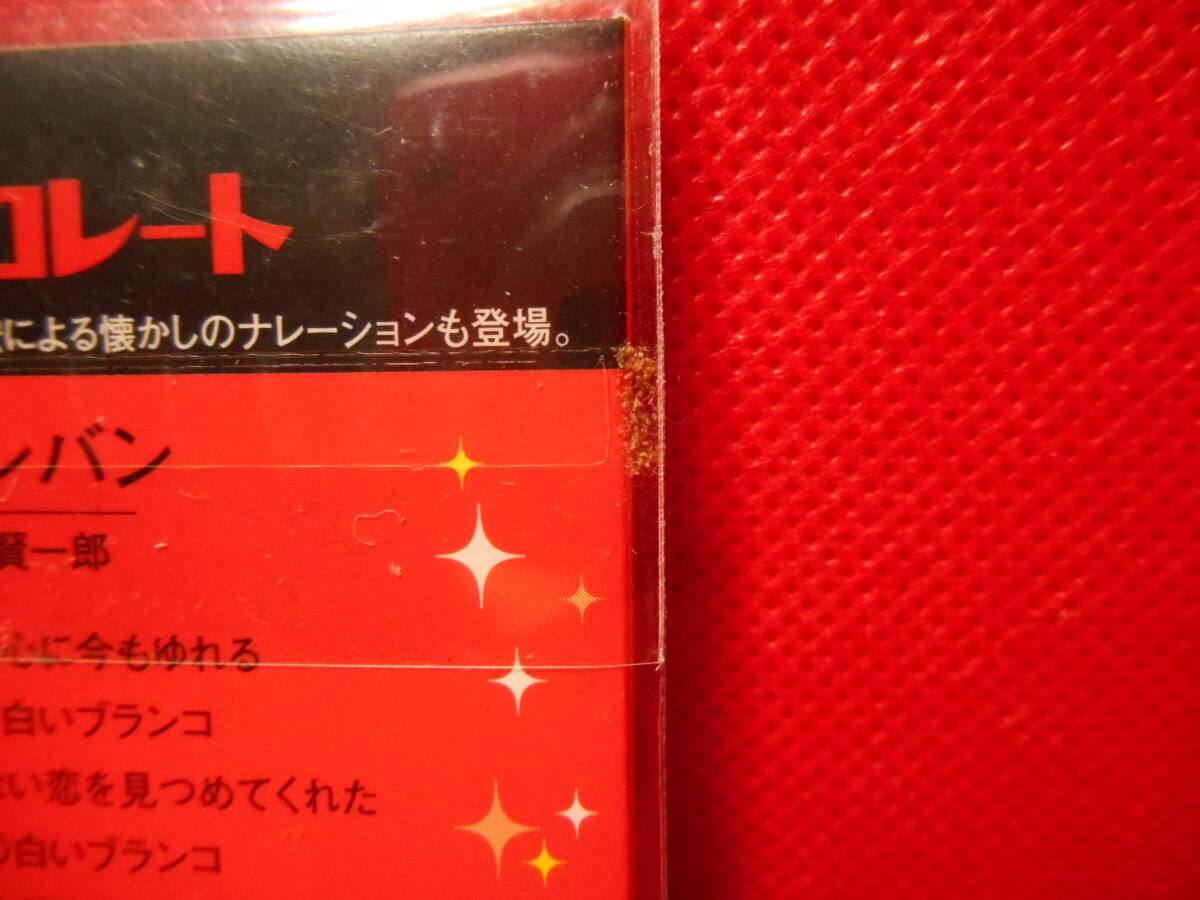 コレート
による懐かしのナレーションも登場。
ンバン
賢一郎
心に今もゆれる
白いブランコ
い恋を見つめてくれた
の白いブランコ